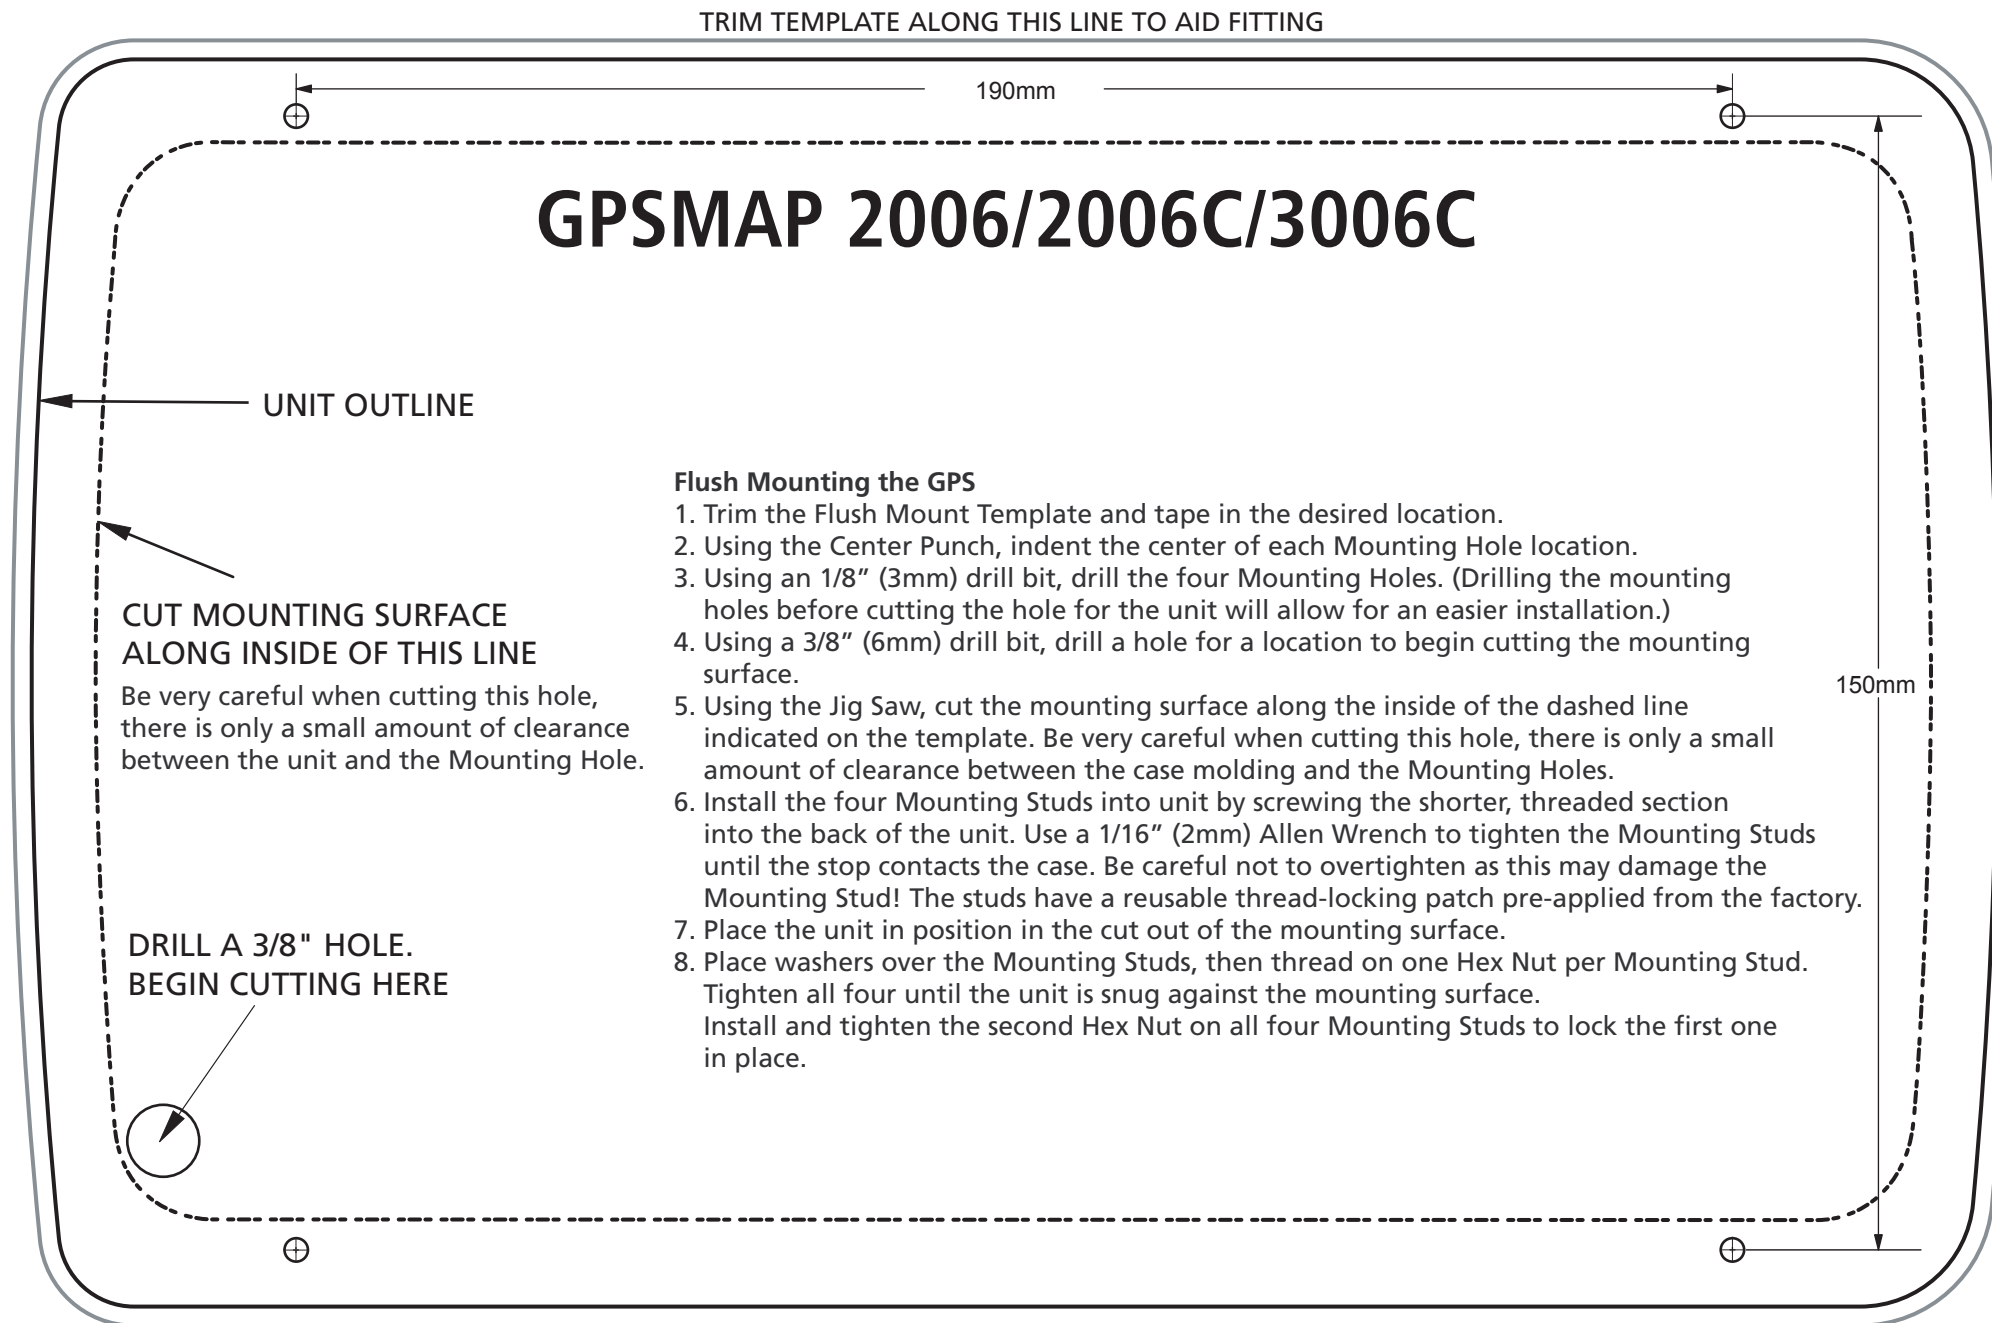 TRIM TEMPLATE ALONG THIS LINE TO AID FITTING
190mm
GPSMAP 2006/2006C/3006C
UNIT OUTLINE
CUT MOUNTING SURFACE
ALONG INSIDE OF THIS LINE
Be very careful when cutting this hole,
there is only a small amount of clearance
between the unit and the Mounting Hole.
DRILL A 3/8" HOLE.
BEGIN CUTTING HERE
Flush Mounting the GPS
1. Trim the Flush Mount Template and tape in the desired location.
2. Using the Center Punch, indent the center of each Mounting Hole location.
3. Using an 1/8” (3mm) drill bit, drill the four Mounting Holes. (Drilling the mounting
holes before cutting the hole for the unit will allow for an easier installation.)
4. Using a 3/8” (6mm) drill bit, drill a hole for a location to begin cutting the mounting
surface.
5. Using the Jig Saw, cut the mounting surface along the inside of the dashed line
indicated on the template. Be very careful when cutting this hole, there is only a small
amount of clearance between the case molding and the Mounting Holes.
6. Install the four Mounting Studs into unit by screwing the shorter, threaded section
into the back of the unit. Use a 1/16” (2mm) Allen Wrench to tighten the Mounting Studs
until the stop contacts the case. Be careful not to overtighten as this may damage the
Mounting Stud! The studs have a reusable thread-locking patch pre-applied from the factory.
7. Place the unit in position in the cut out of the mounting surface.
8. Place washers over the Mounting Studs, then thread on one Hex Nut per Mounting Stud.
Tighten all four until the unit is snug against the mounting surface.
Install and tighten the second Hex Nut on all four Mounting Studs to lock the first one
in place.
150mm